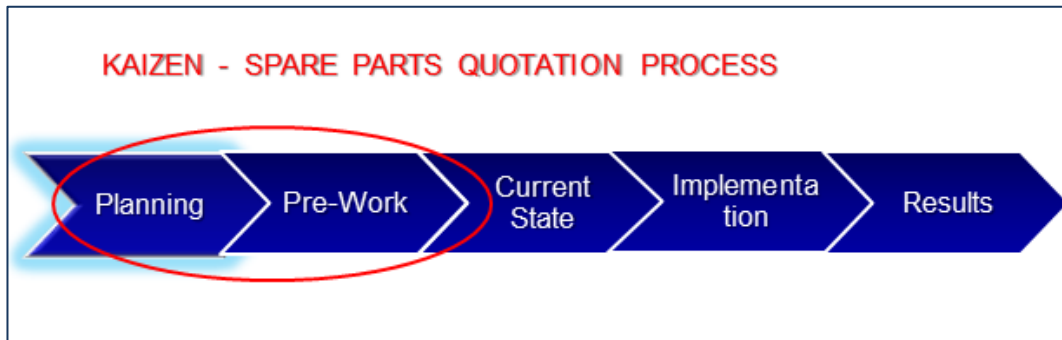 KAIZEN - SPARE PARTS QUOTATION PROCESS
Planning
Pre-Work
Current
State
Implementa
tion
Results